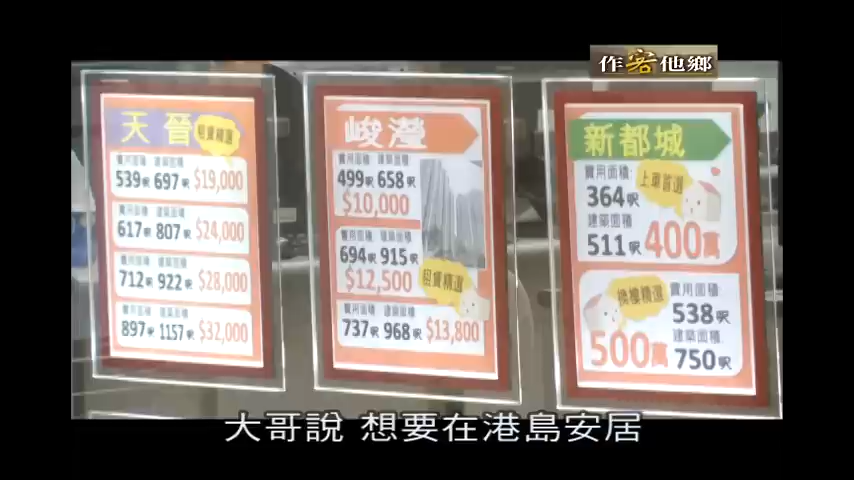 作客他鄉
天晉
租賃精選
實用面積 建築面積
539呎 697呎 $19,000
實用面積 建築面積
617呎 807呎 $24,000
實用面積 建築面積
712呎 922呎 $28,000
實用面積 建築面積
897呎 1157呎 $32,000
峻瀅
實用面積 建築面積
499呎 658呎
$10,000
實用面積 建築面積
694呎 915呎
$12,500
租賃精選
實用面積 建築面積
737呎 968呎 $13,800
新都城
實用面積:
364呎
上車首選
建築面積
511呎 400萬
換樓精選
實用面積:
538呎
建築面積:
500萬 750呎
大哥說 想要在港島安居